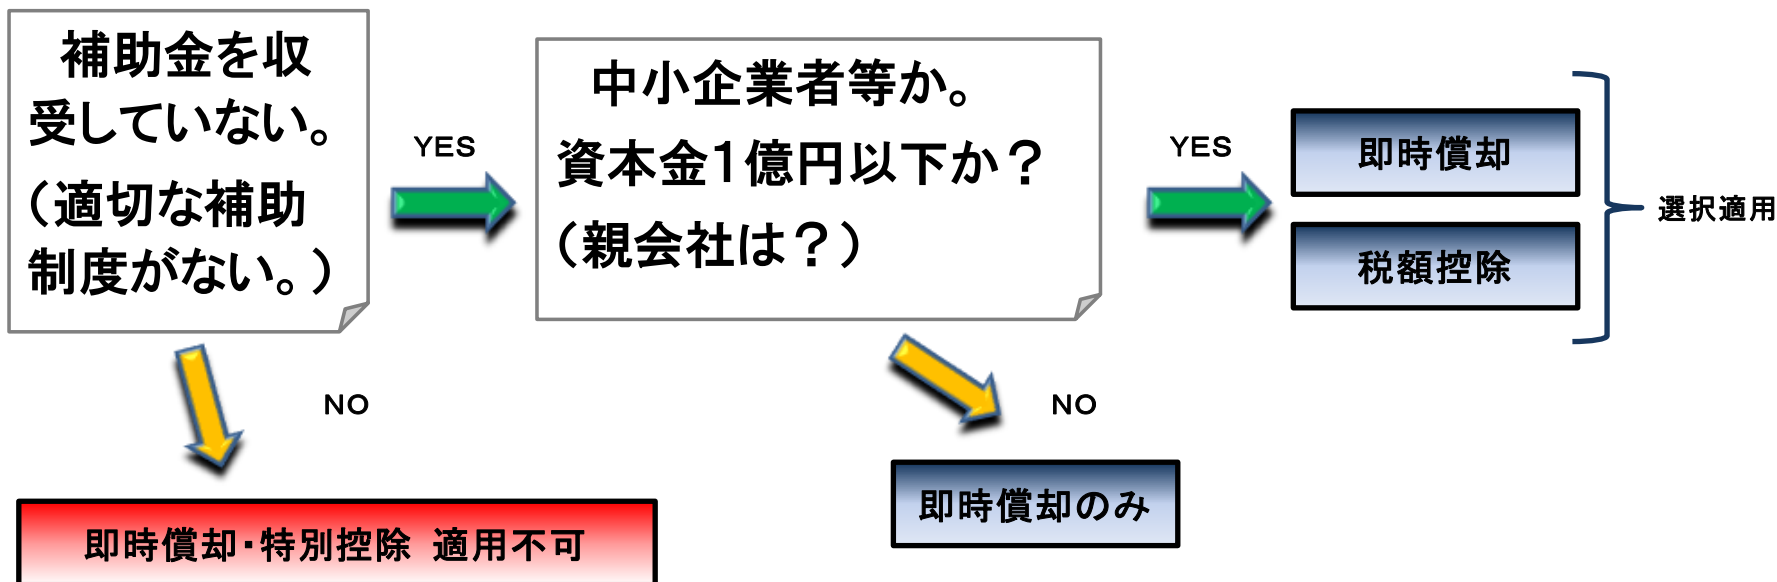 補助金を収
受していない。
（適切な補助
制度がない。）
YES
中小企業者等か。
資本金1億円以下か？
（親会社は？）
YES
即時償却
税額控除
選択適用
NO
NO
即時償却のみ
即時償却・特別控除 適用不可